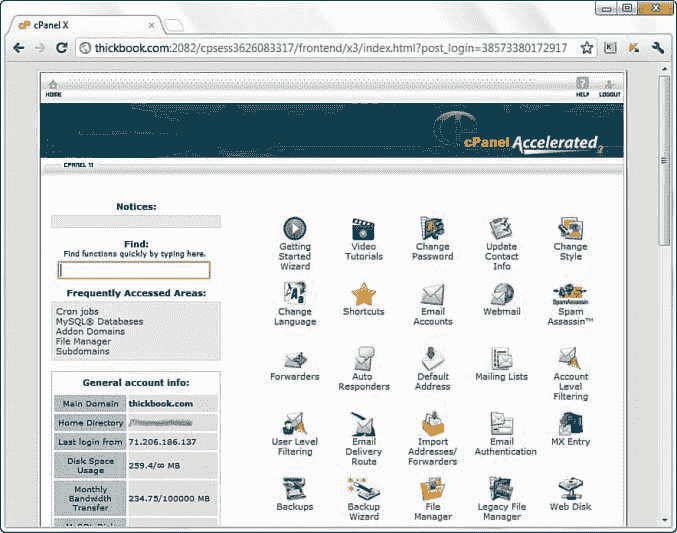 cPanel X
thickbook.com:2082/cpsess3626083317/frontend/x3/index.html?post_login=38573380172917
HOME
HELP
LOGOUT
cPanel Accelerated
2
CPANEL 11
Notices:
Find:
Find functions quickly by typing here.
Frequently Accessed Areas:
Cron jobs
MySQL® Databases
Addon Domains
File Manager
Subdomains
General account info:
Main Domain thickbook.com
Home Directory
Last login from 71.206.186.137
Disk Space
Usage
259.4/∞ MB
Monthly
Bandwidth
Transfer
234.75/100000 MB
Getting
Started
Wizard
Video
Tutorials
Change
Password
Update
Contact
Info
Change
Style
Change
Language
Shortcuts
Email
Accounts
Webmail
SpamAssassin
Spam
Assassin™
Forwarders
Auto
Responders
Default
Address
Mailing Lists
Account
Level
Filtering
User Level
Filtering
Email
Delivery
Route
Import
Addresses/
Forwarders
Email
Authentication
MX Entry
Backups
Backup
Wizard
File
Manager
Legacy File
Manager
Web Disk